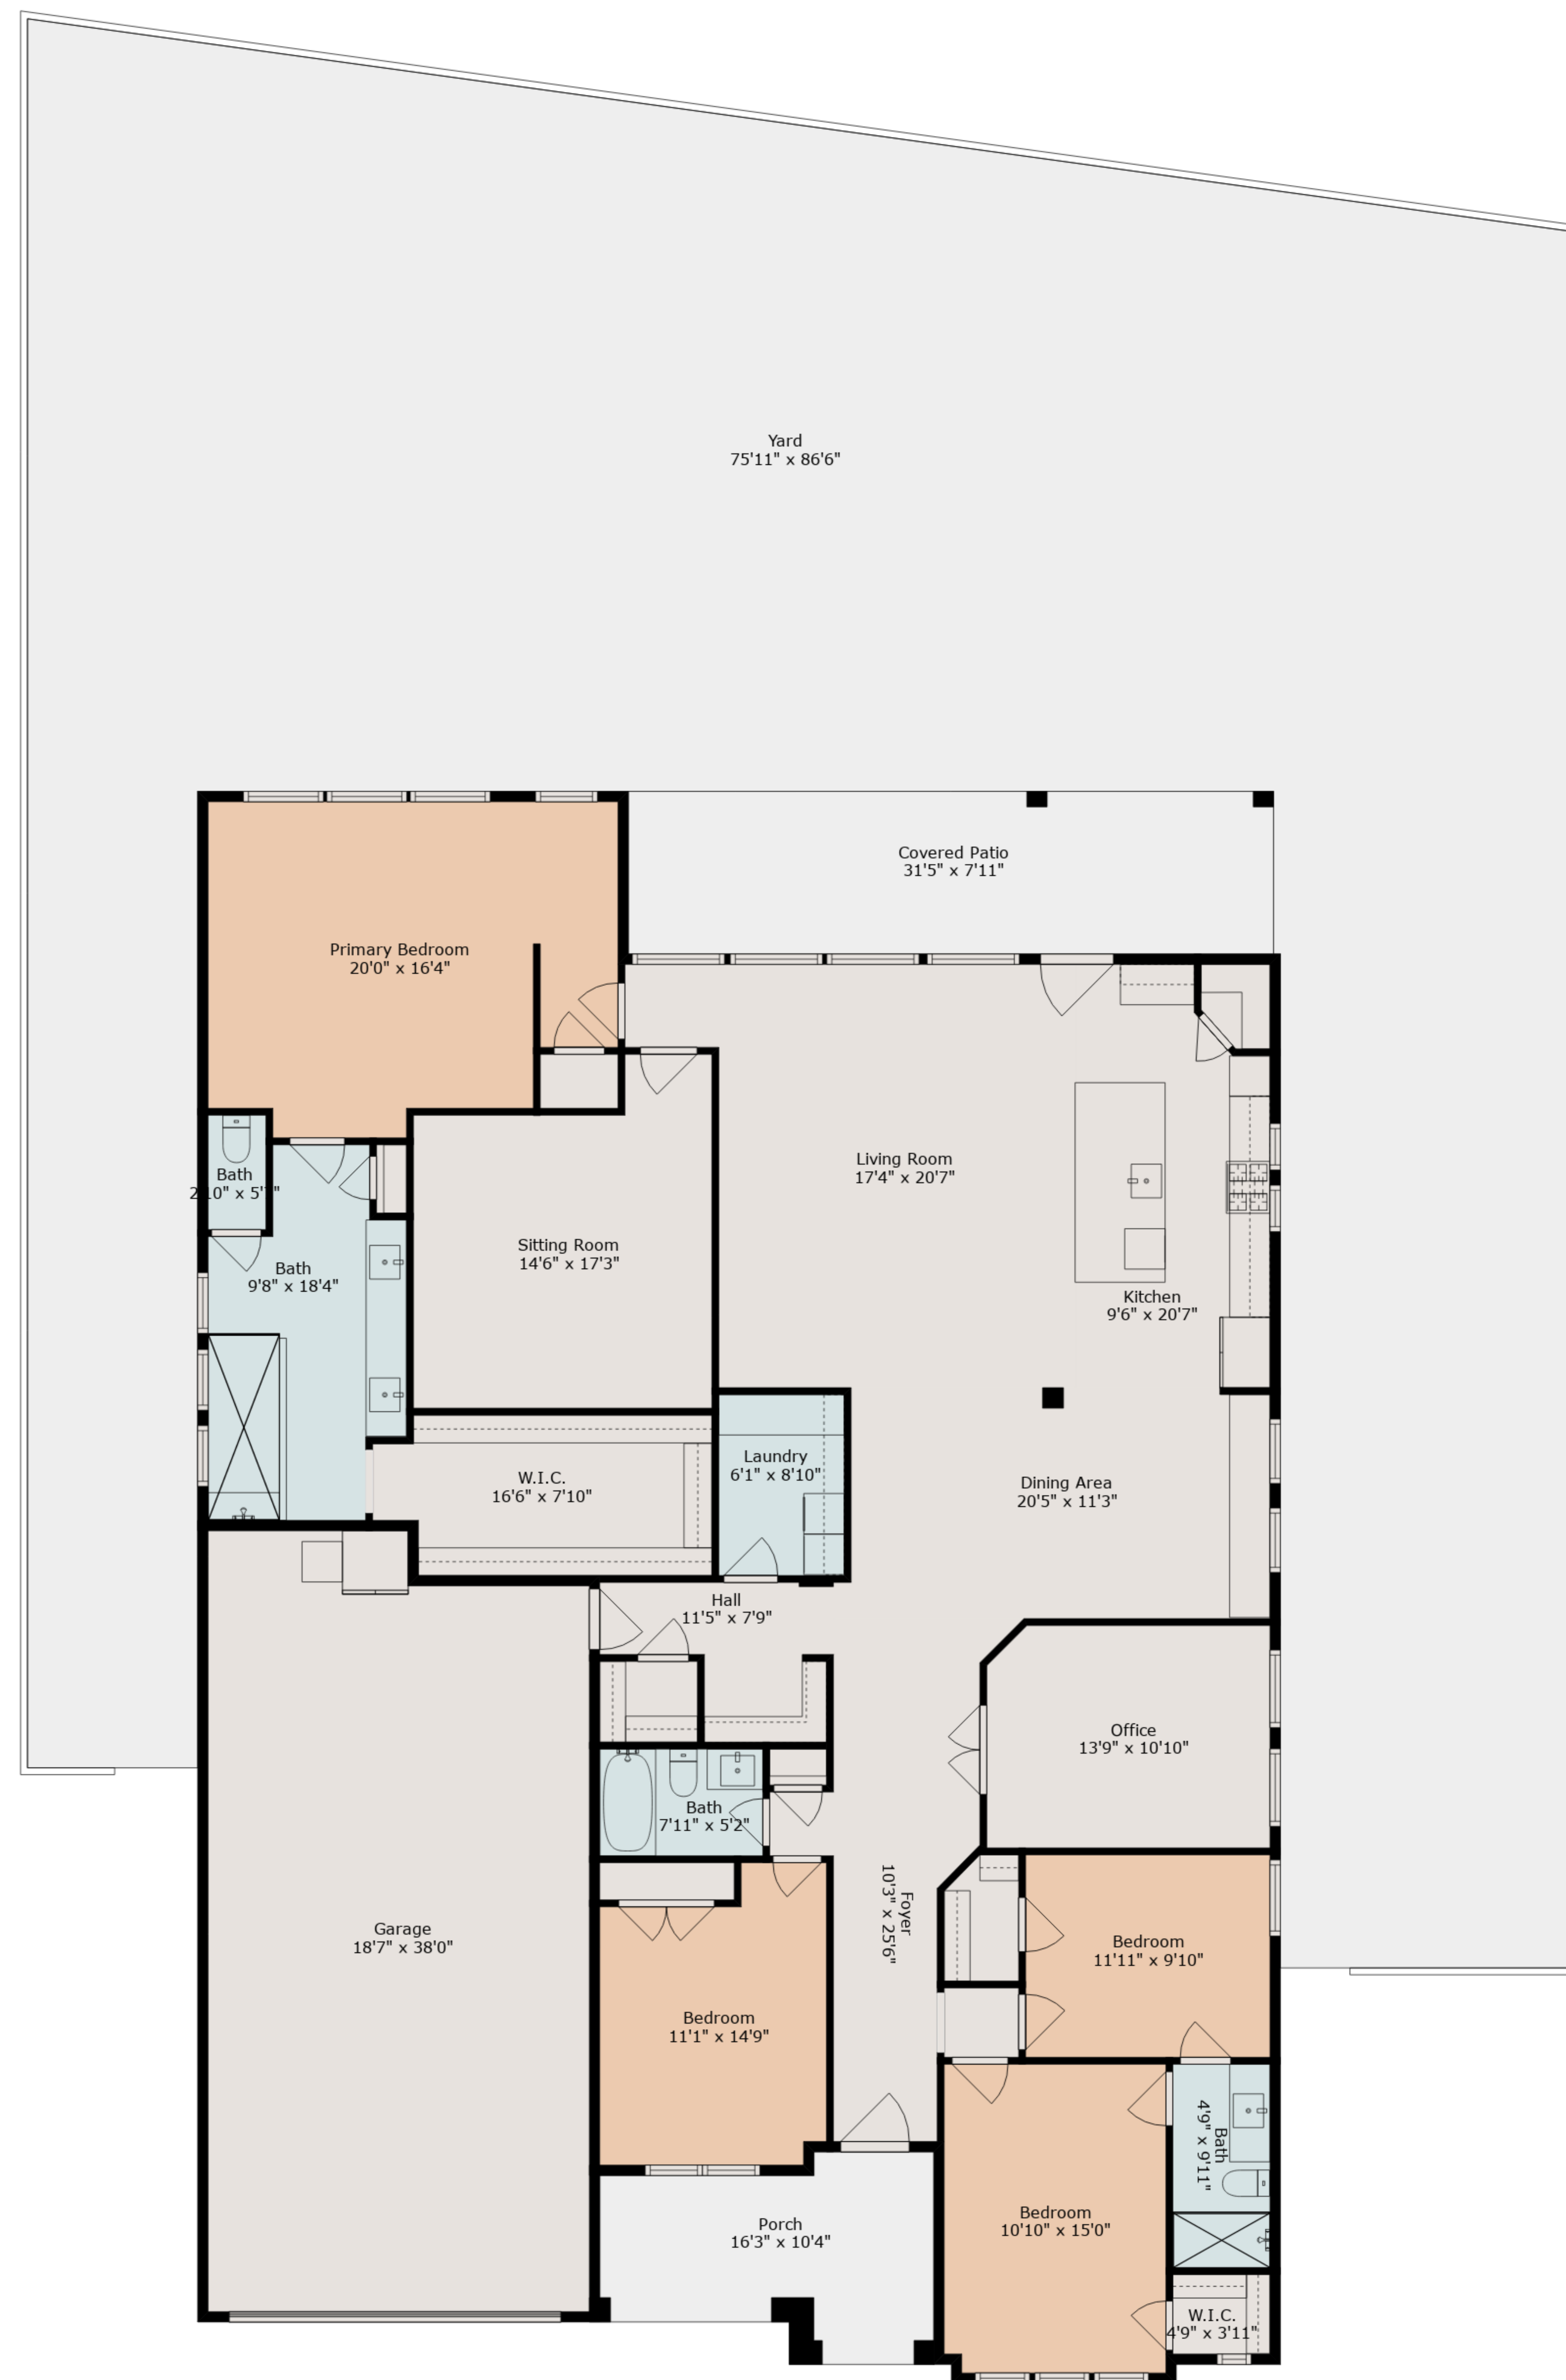 Yard
75'11" x 86'6"
Covered Patio
31'5" x 7'11"
Primary Bedroom
20'0" x 16'4"
Living Room
17'4" x 20'7"
Bath
Sitting Room
14'6" x 17'3"
Bath
9'8" x 18'4"
Kitchen
9'6" x 20'7"
Laundry
6'1" x 8'10"
W.I.C.
16'6" x 7'10"
Dining Area
20'5" x 11'3"
Hall
11'5" x 7'9"
Office
13'9" x 10'10"
Bath
7'11" x 5'2"
Foyer
10'3" x 25'6"
Garage
18'7" x 38'0"
Bedroom
11'11" x 9'10"
Bedroom
11'1" x 14'9"
Bath
4'9" x 9'11"
Bedroom
10'10" x 15'0"
Porch
16'3" x 10'4"
W.I.C.
4'9" x 3'11"